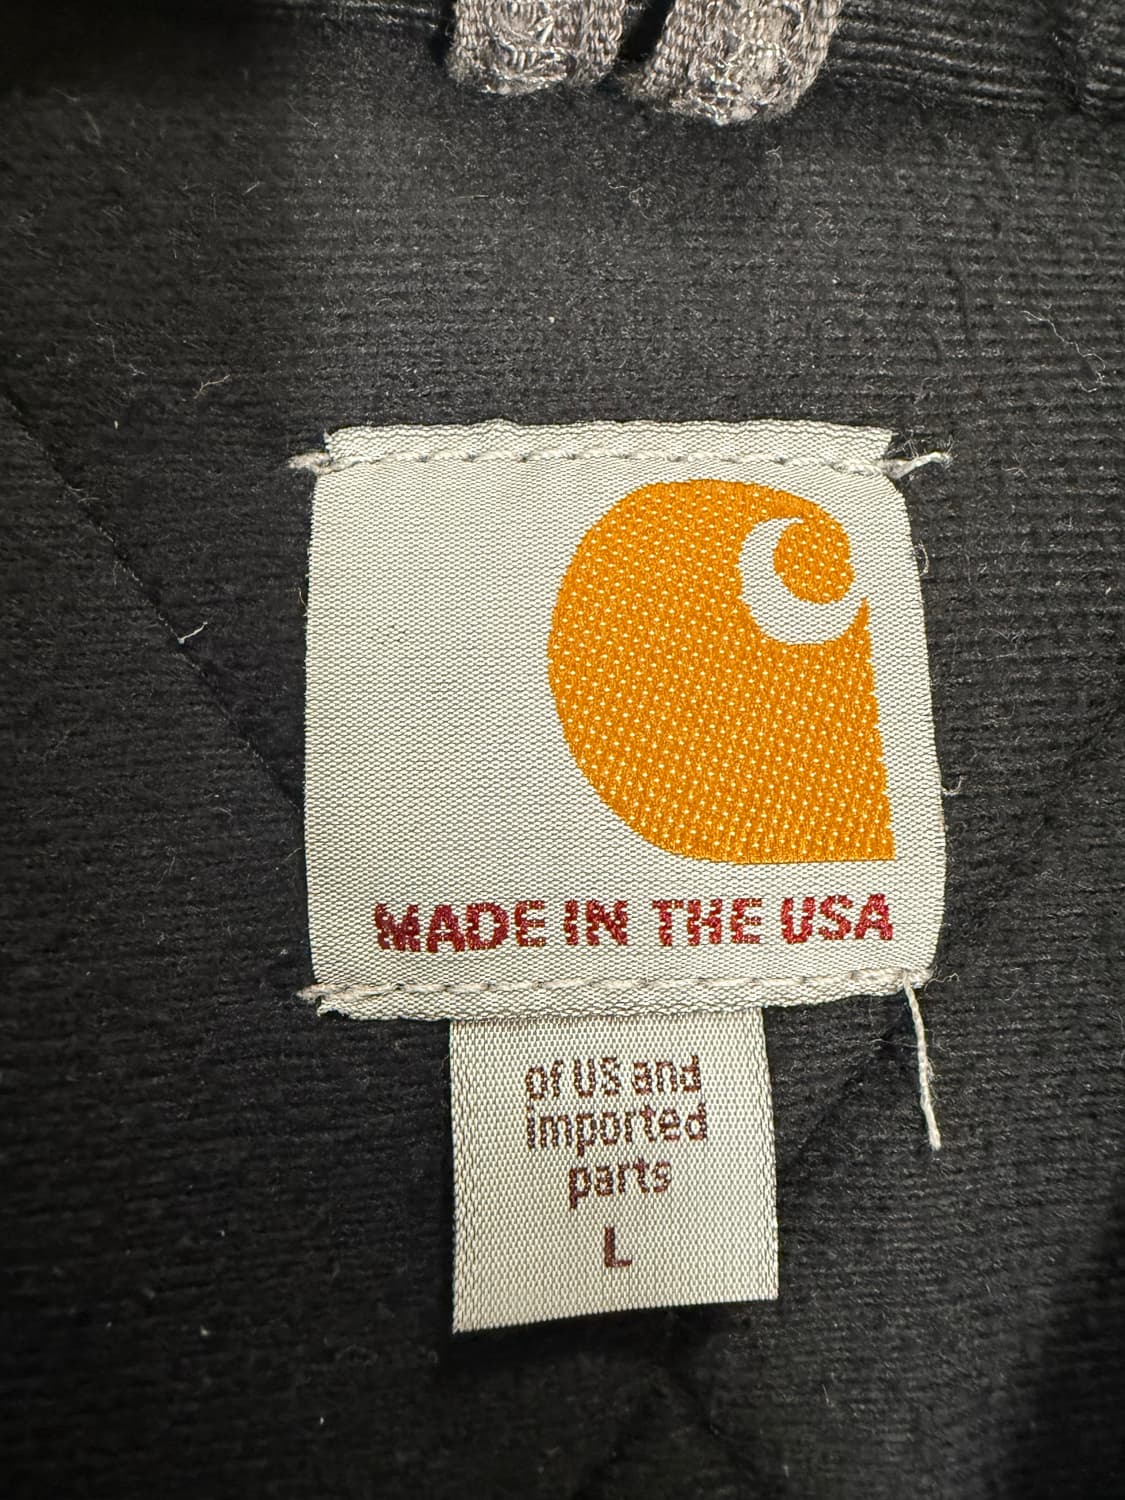 MADE IN THE USA
of US and
imported
parts
L